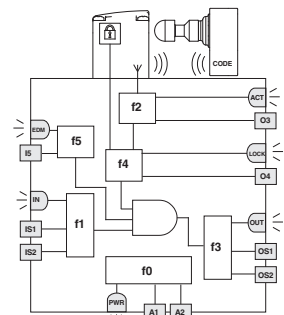 CODE
ACT
f2
O3
EDM
f5
I5
LOCK
f4
O4
IN
f1
IS1
IS2
OUT
f3
OS1
OS2
f0
PWR
A1
A2